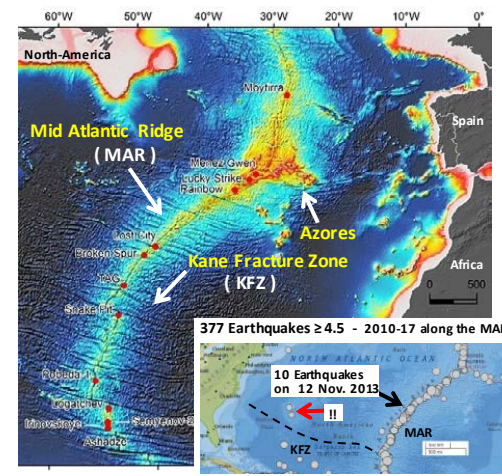 60°W 50°W 40°W 30°W 20°W 10°W 0°
North-America
Moytirra
Spain
Mid Atlantic Ridge
( MAR )
Menez Gwen
Lucky Strike
Rainbow
Azores
Lost City
Broken Spur
Kane Fracture Zone
( KFZ )
Africa
TAG
0 500
Snake Pit
377 Earthquakes ≥ 4.5 - 2010-17 along the MAR
NORTH ATLANTIC OCEAN
10 Earthquakes
on 12 Nov. 2013
!!
MAR
KFZ
Logatchev
Ashadze